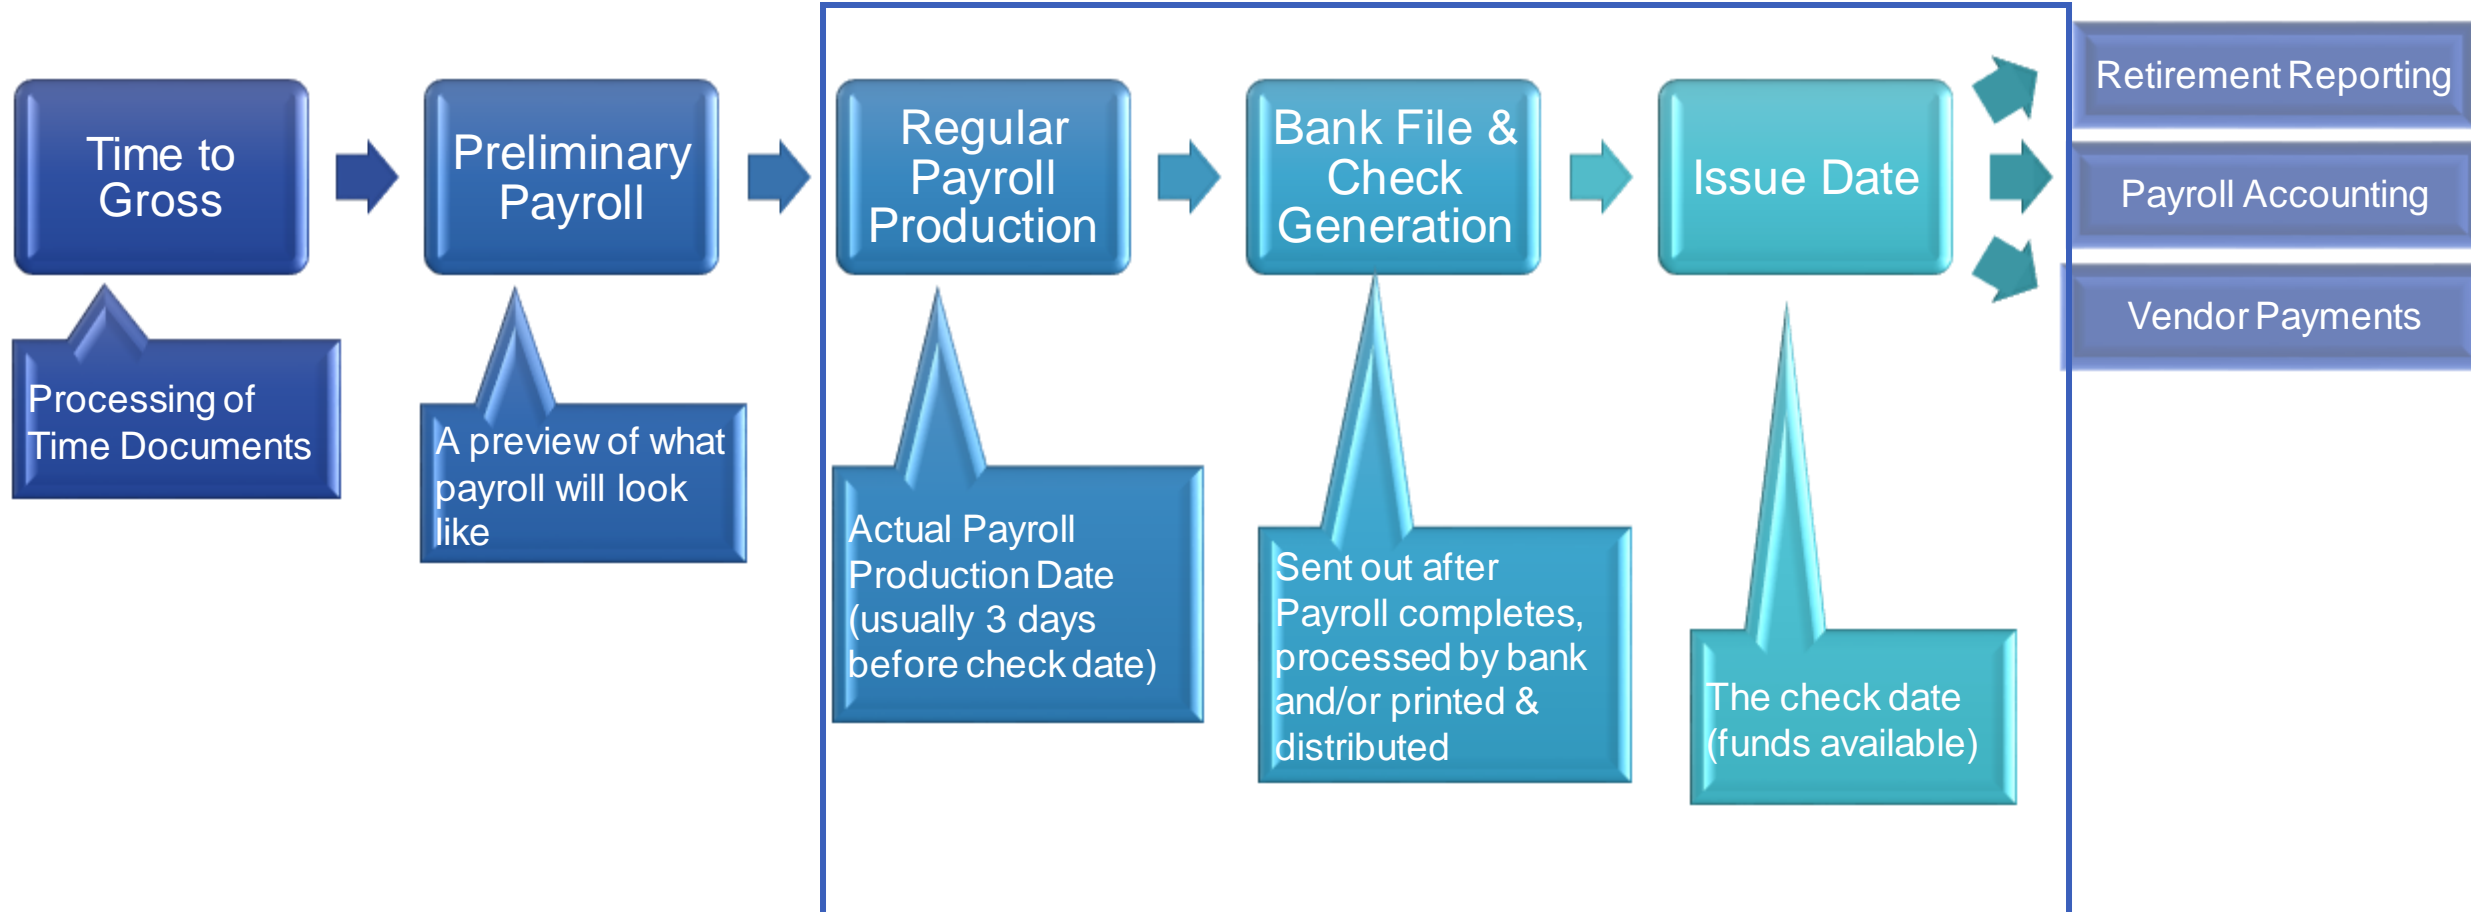 Time to
Gross
Preliminary
Payroll
Regular
Payroll
Production
Bank File &
Check
Generation
Issue Date
Retirement Reporting
Payroll Accounting
Vendor Payments
Processing of
Time Documents
A preview of what
payroll will look
like
Actual Payroll
Production Date
(usually 3 days
before check date)
Sent out after
Payroll completes,
processed by bank
and/or printed &
distributed
The check date
(funds available)